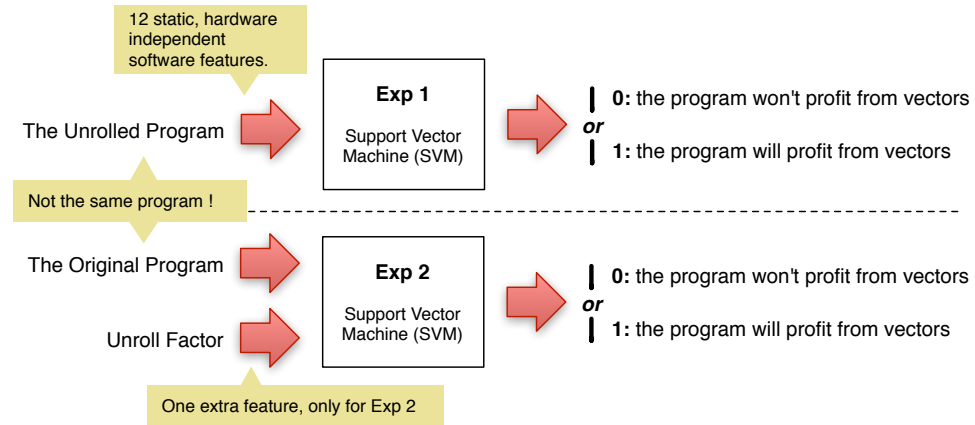 12 static, hardware
independent
software features.
The Unrolled Program
Exp 1
Support Vector
Machine (SVM)
0: the program won't profit from vectors
or
1: the program will profit from vectors
Not the same program !
The Original Program
Unroll Factor
Exp 2
Support Vector
Machine (SVM)
0: the program won't profit from vectors
or
1: the program will profit from vectors
One extra feature, only for Exp 2